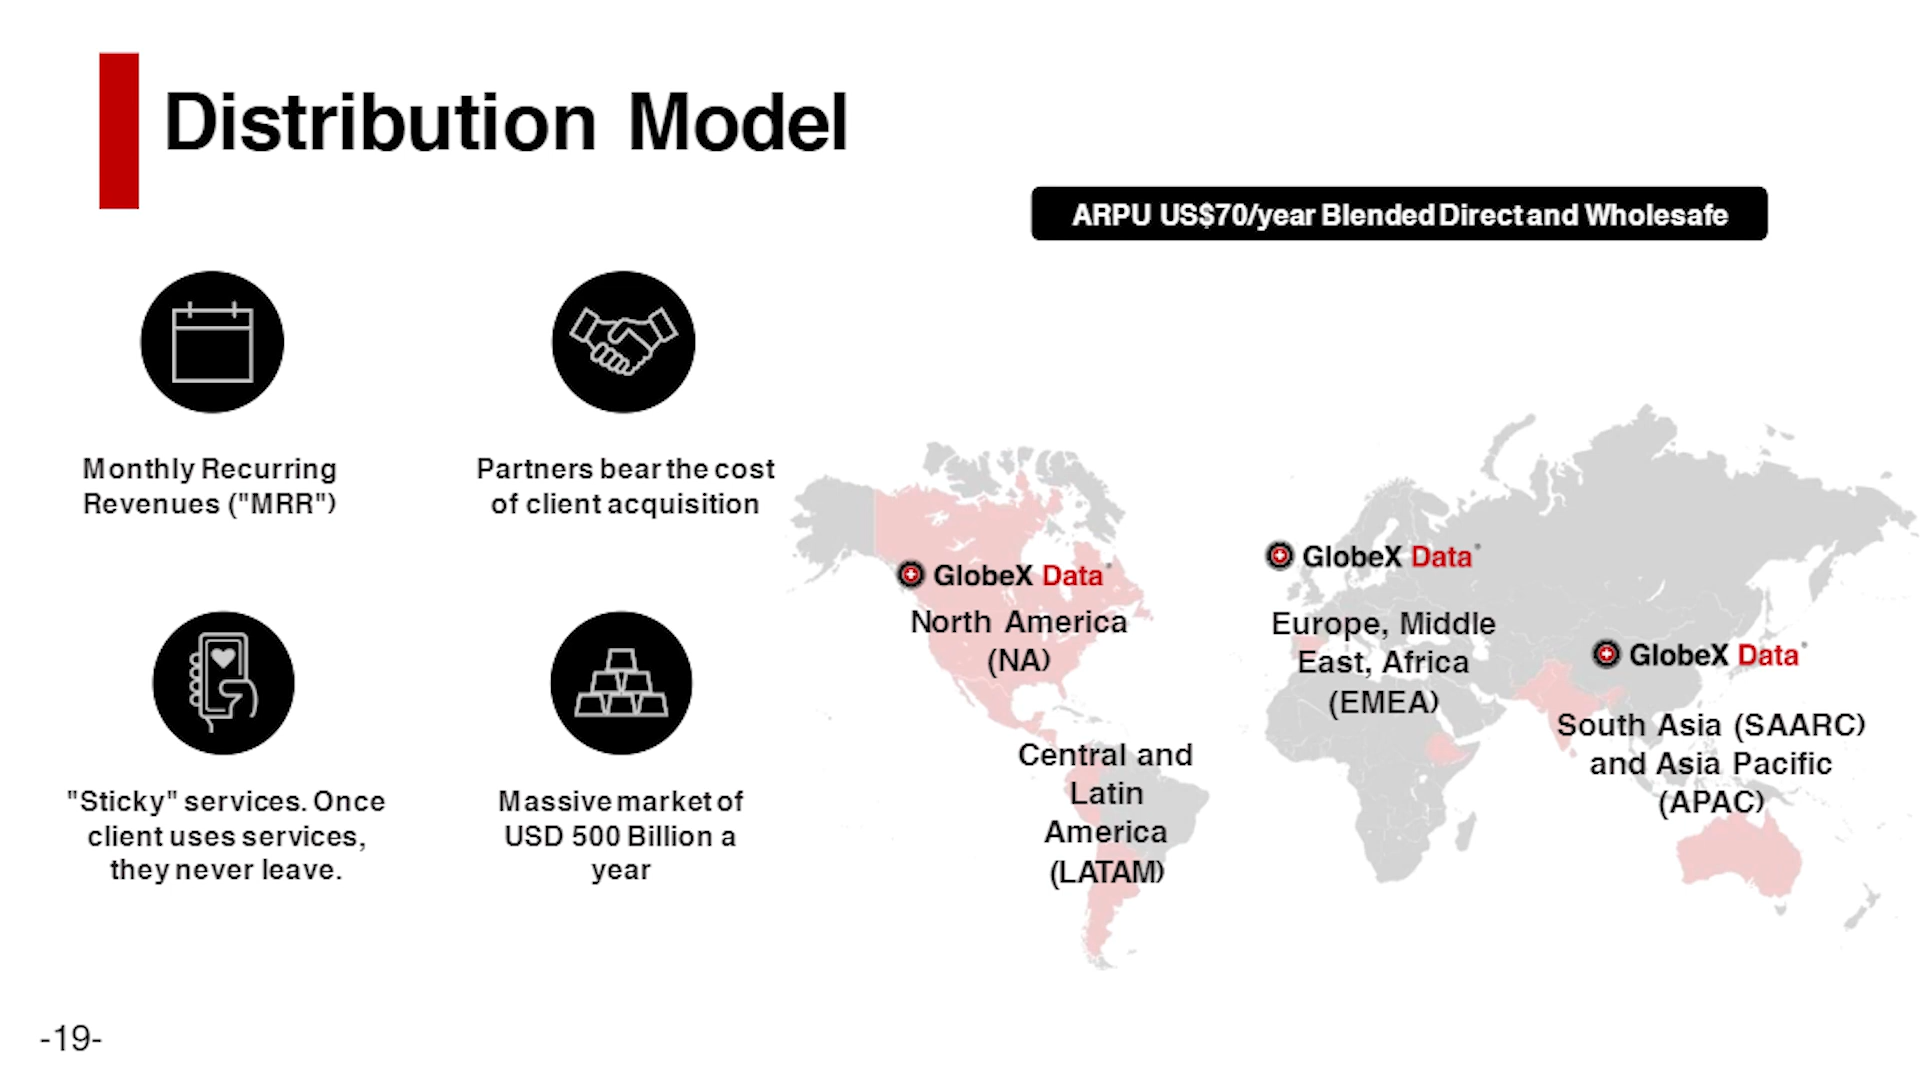 Distribution Model
ARPU US$70/year Blended Direct and Wholesafe
Monthly Recurring
Revenues ("MRR")
Partners bear the cost
of client acquisition
"Sticky" services. Once
client uses services,
they never leave.
Massive market of
USD 500 Billion a
year
GlobeX Data
North America
(NA)
Central and
Latin
America
(LATAM)
GlobeX Data
Europe, Middle
East, Africa
(EMEA)
GlobeX Data
South Asia (SAARC)
and Asia Pacific
(APAC)
-19-